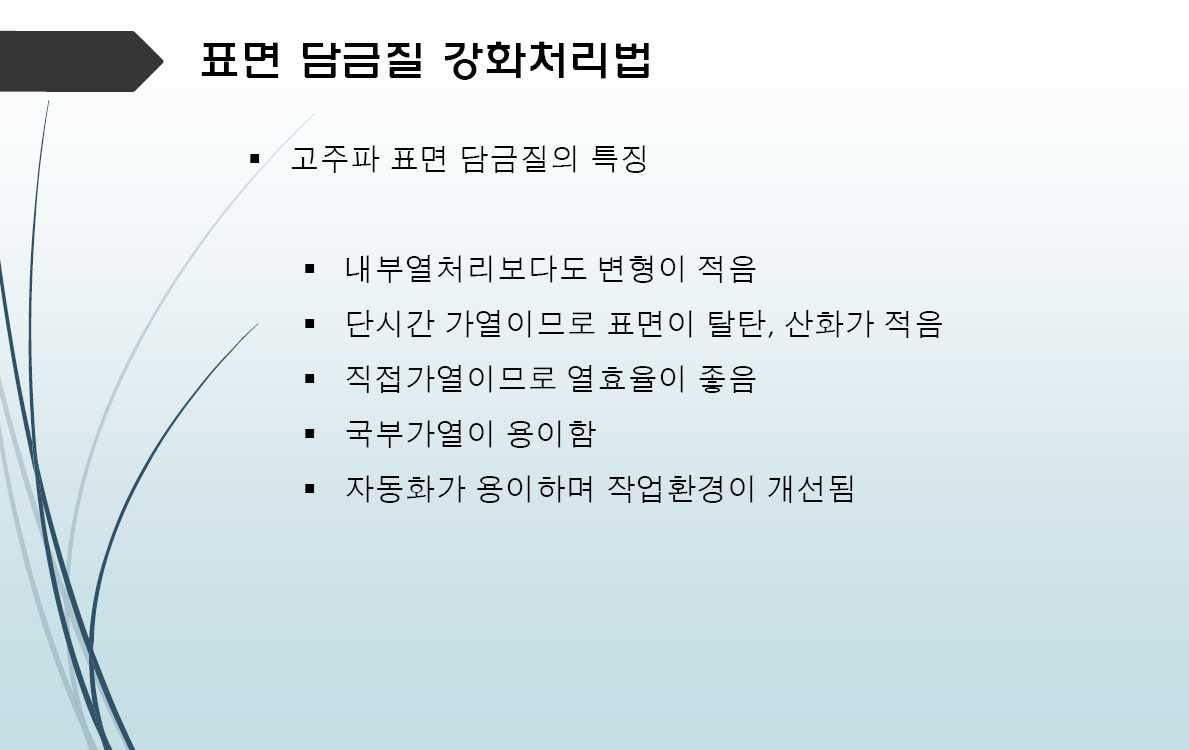 표면 담금질 강화처리법
▪ 고주파 표면 담금질의 특징
▪ 내부열처리보다도 변형이 적음
▪ 단시간 가열이므로 표면이 탈탄, 산화가 적음
▪ 직접가열이므로 열효율이 좋음
▪ 국부가열이 용이함
▪ 자동화가 용이하며 작업환경이 개선됨